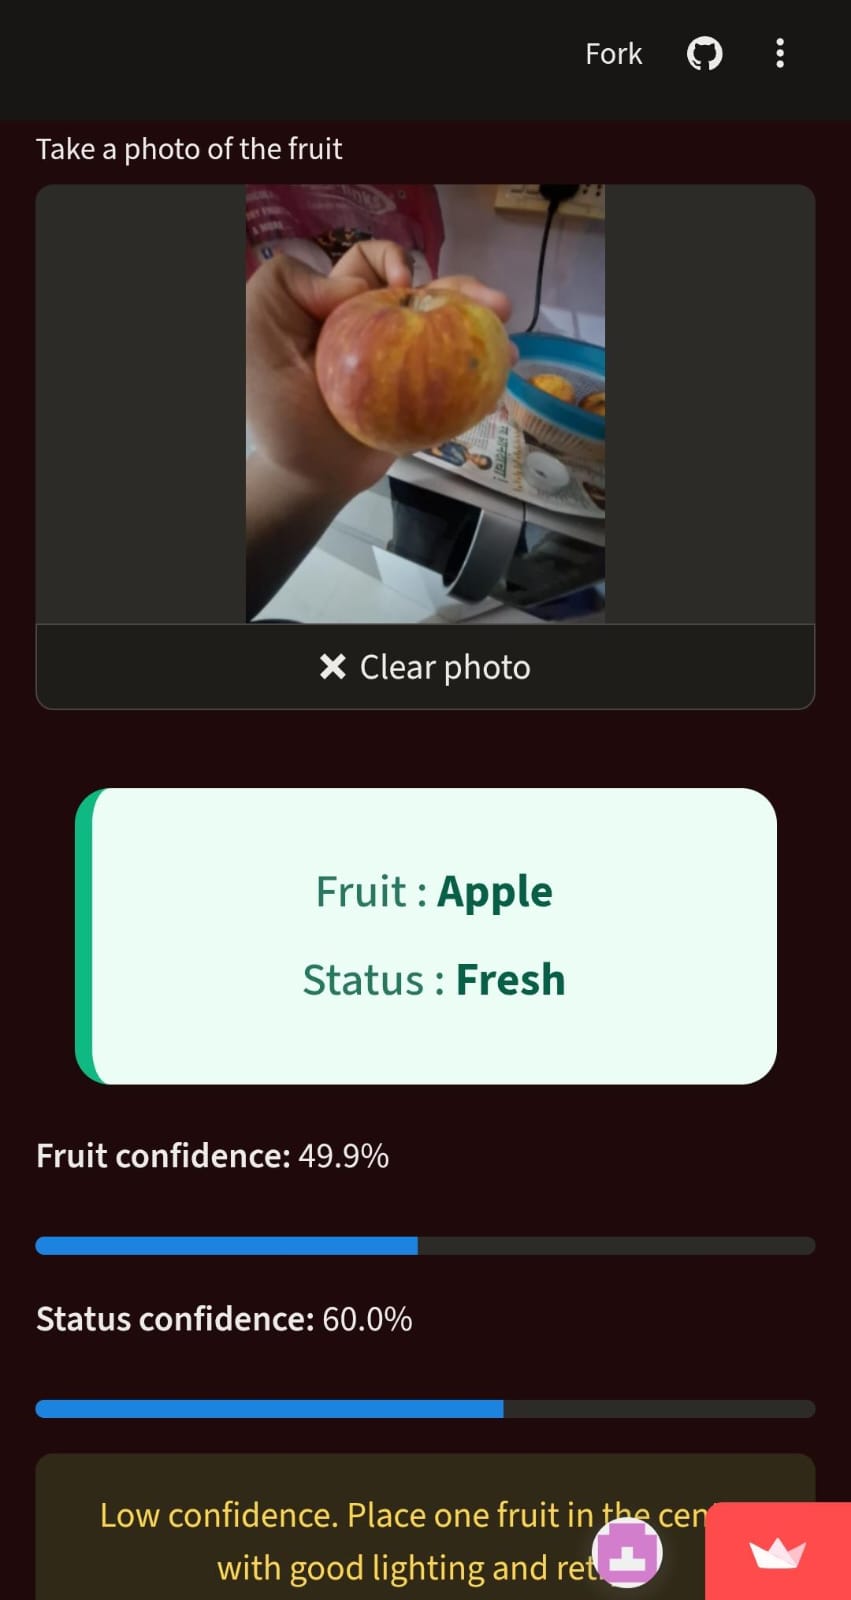 Fork
Take a photo of the fruit
& MORE
Clear photo
Fruit : Apple
Status : Fresh
Fruit confidence: 49.9%
Status confidence: 60.0%
Low confidence. Place one fruit in the cen
with good lighting and ret